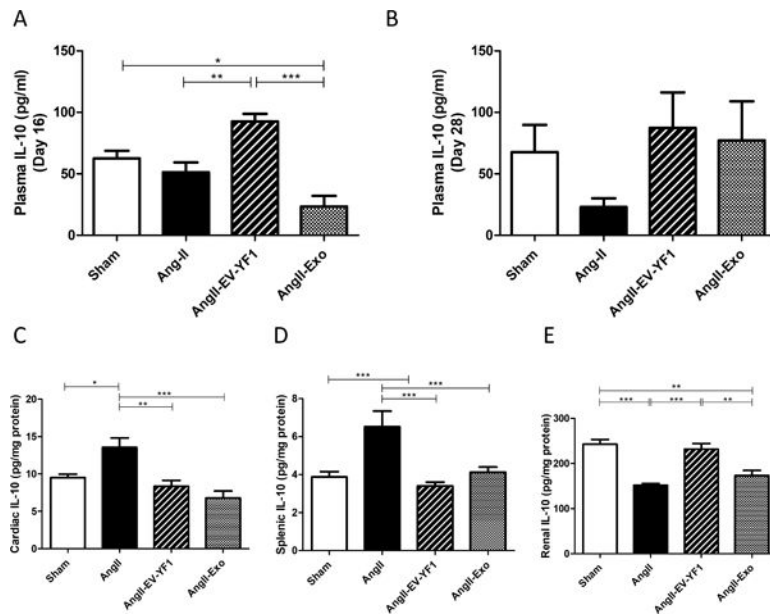 A
Plasma IL-10 (pg/ml)
(Day 16)
150
100
50
0
*
**
***
Sham
Ang-II
AngII-EV-YF1
AngII-Exo
B
Plasma IL-10 (pg/ml)
(Day 28)
150
100
50
0
Sham
Ang-II
AngII-EV-YF1
AngII-Exo
C
Cardiac IL-10 (pg/mg protein)
20
15
10
5
0
*
***
**
Sham
AngII
AngII-EV-YF1
AngII-Exo
D
Splenic IL-10 (pg/mg protein)
8
6
4
2
0
***
***
***
Sham
AngII
AngII-EV-YF1
AngII-Exo
E
Renal IL-10 (pg/mg protein)
300
200
100
0
**
***
***
**
Sham
AngII
AngII-EV-YF1
AngII-Exo